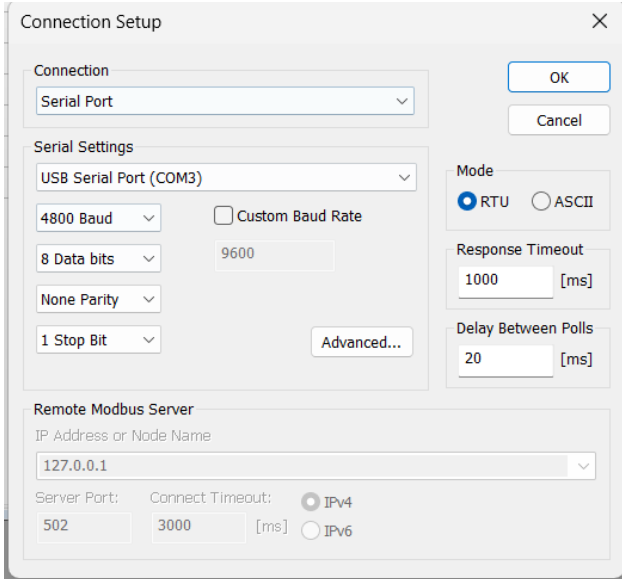 Connection Setup
Connection
Serial Port
OK
Cancel
Serial Settings
USB Serial Port (COM3)
4800 Baud
Custom Baud Rate
8 Data bits
9600
None Parity
1 Stop Bit
Advanced...
Mode
RTU
ASCII
Response Timeout
1000
[ms]
Delay Between Polls
20
[ms]
Remote Modbus Server
IP Address or Node Name
127.0.0.1
Server Port:
Connect Timeout:
IPv4
502
3000
[ms]
IPv6